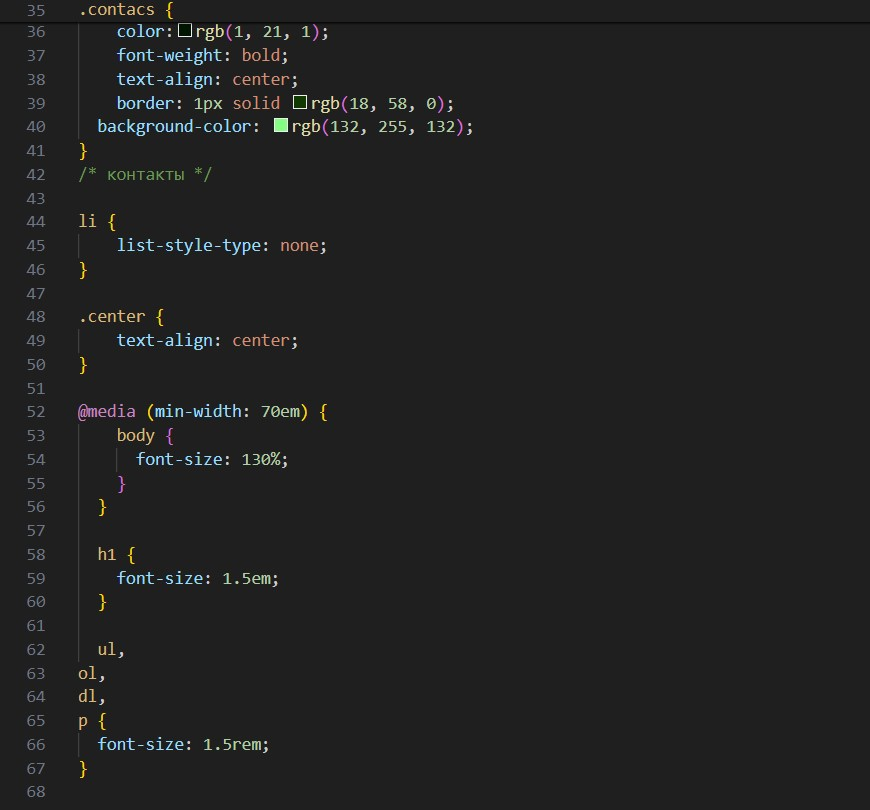 35 .contacs {
36 color: rgb(1, 21, 1);
37 font-weight: bold;
38 text-align: center;
39 border: 1px solid rgb(18, 58, 0);
40 background-color: rgb(132, 255, 132);
41 }
42 /* контакты */
43
44 li {
45 list-style-type: none;
46 }
47
48 .center {
49 text-align: center;
50 }
51
52 @media (min-width: 70em) {
53 body {
54 font-size: 130%;
55 }
56 }
57
58 h1 {
59 font-size: 1.5em;
60 }
61
62 ul,
63 ol,
64 dl,
65 p {
66 font-size: 1.5rem;
67 }
68